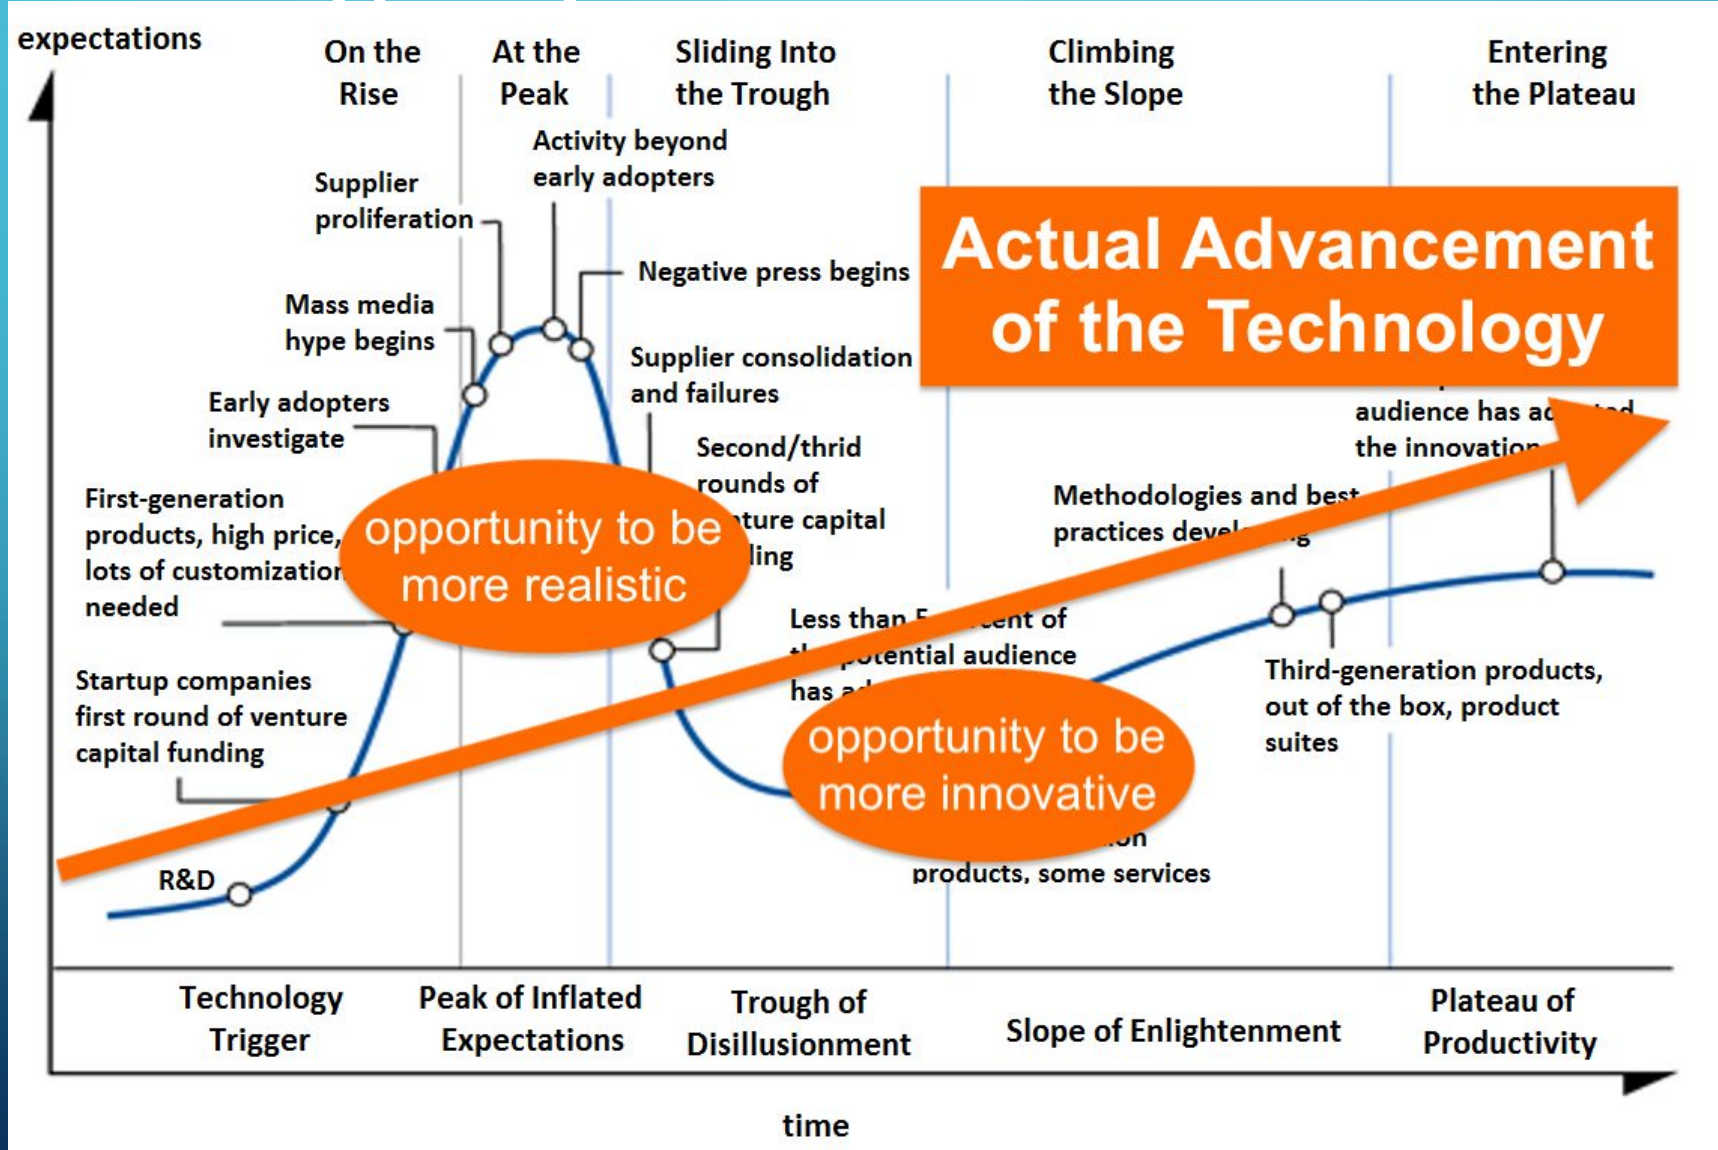 expectations
On the
Rise
At the
Peak
Sliding Into
the Trough
Climbing
the Slope
Entering
the Plateau
Activity beyond
early adopters
Supplier
proliferation
Negative press begins
Mass media
hype begins
Supplier consolidation
and failures
Early adopters
investigate
Second/thrid
rounds of
capital
First-generation
products, high price,
lots of customization
needed
Startup companies
first round of venture
capital funding
R&D
Actual Advancement
of the Technology
audience has
the innovation
Methodologies and best
practices
Less than of
potential audience
has
opportunity to be
more realistic
opportunity to be
more innovative
products, some services
Third-generation products,
out of the box, product
suites
Technology
Trigger
Peak of Inflated
Expectations
Trough of
Disillusionment
Slope of Enlightenment
Plateau of
Productivity
time